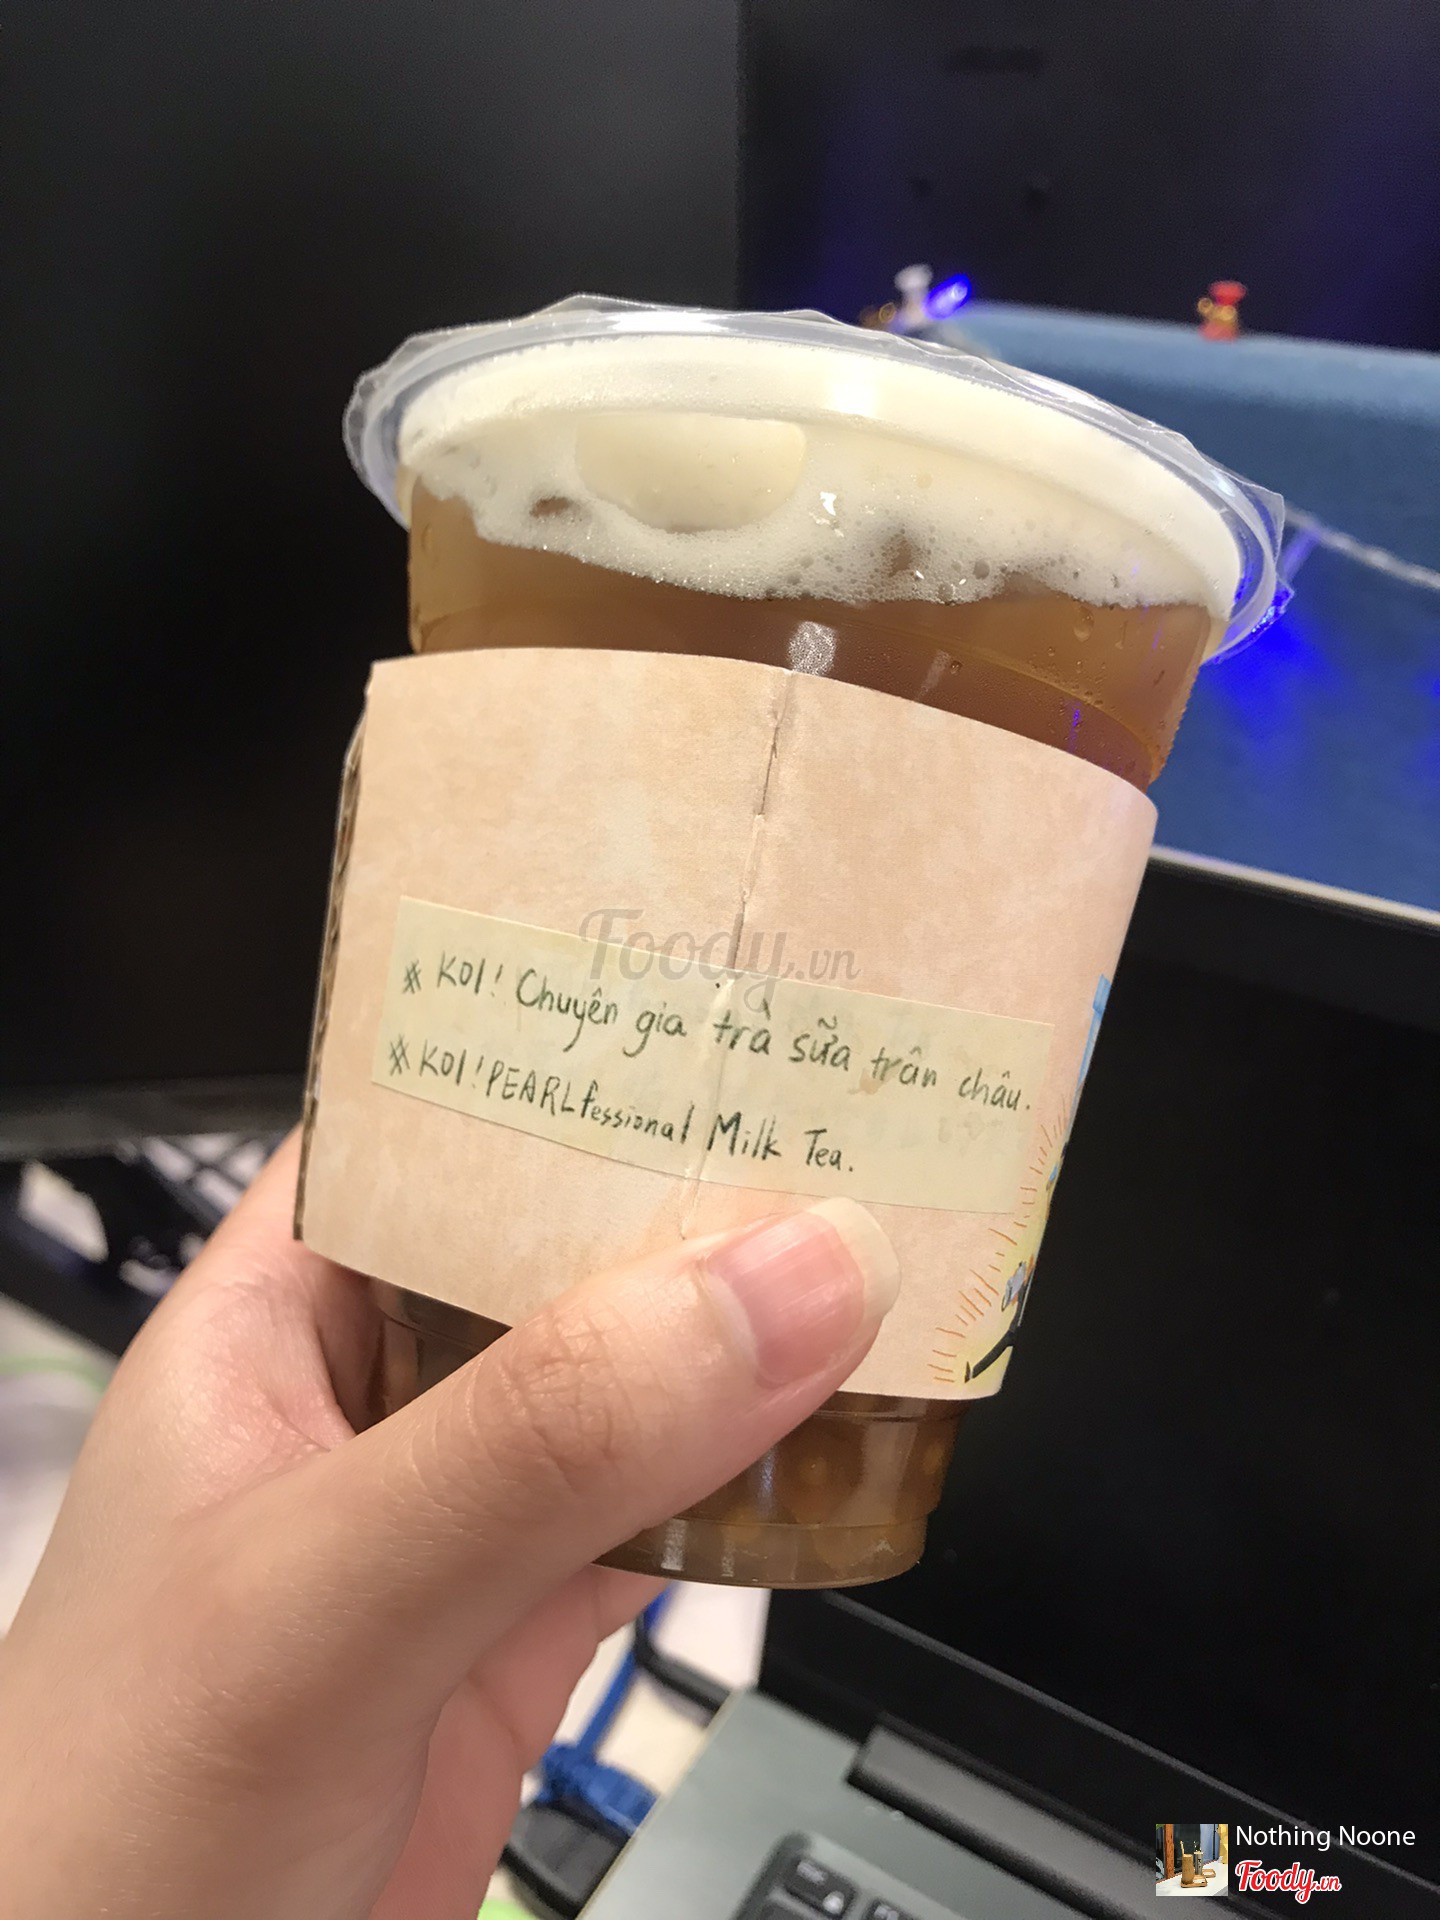 Foody.vn
# KOI! Chuyên gia trà sữa trân châu.
# KOI! PEARLfessional Milk Tea.
Nothing Noone
Foody.vn